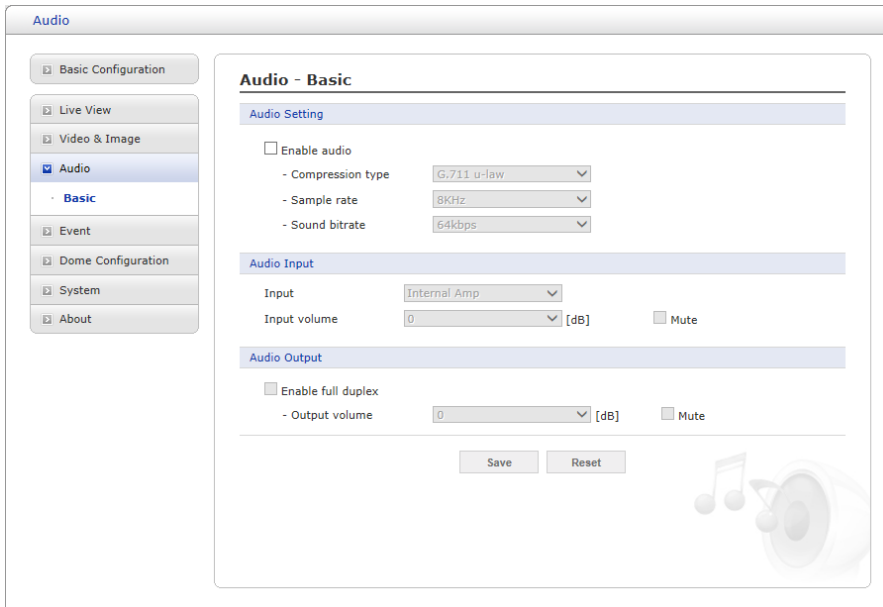 Audio
Basic Configuration
Live View
Video & Image
Audio
· Basic
Event
Dome Configuration
System
About
Audio - Basic
Audio Setting
Enable audio
- Compression type G.711 u-law
- Sample rate 8KHz
- Sound bitrate 64kbps
Audio Input
Input Internal Amp
Input volume 0 [dB] Mute
Audio Output
Enable full duplex
- Output volume 0 [dB] Mute
Save Reset